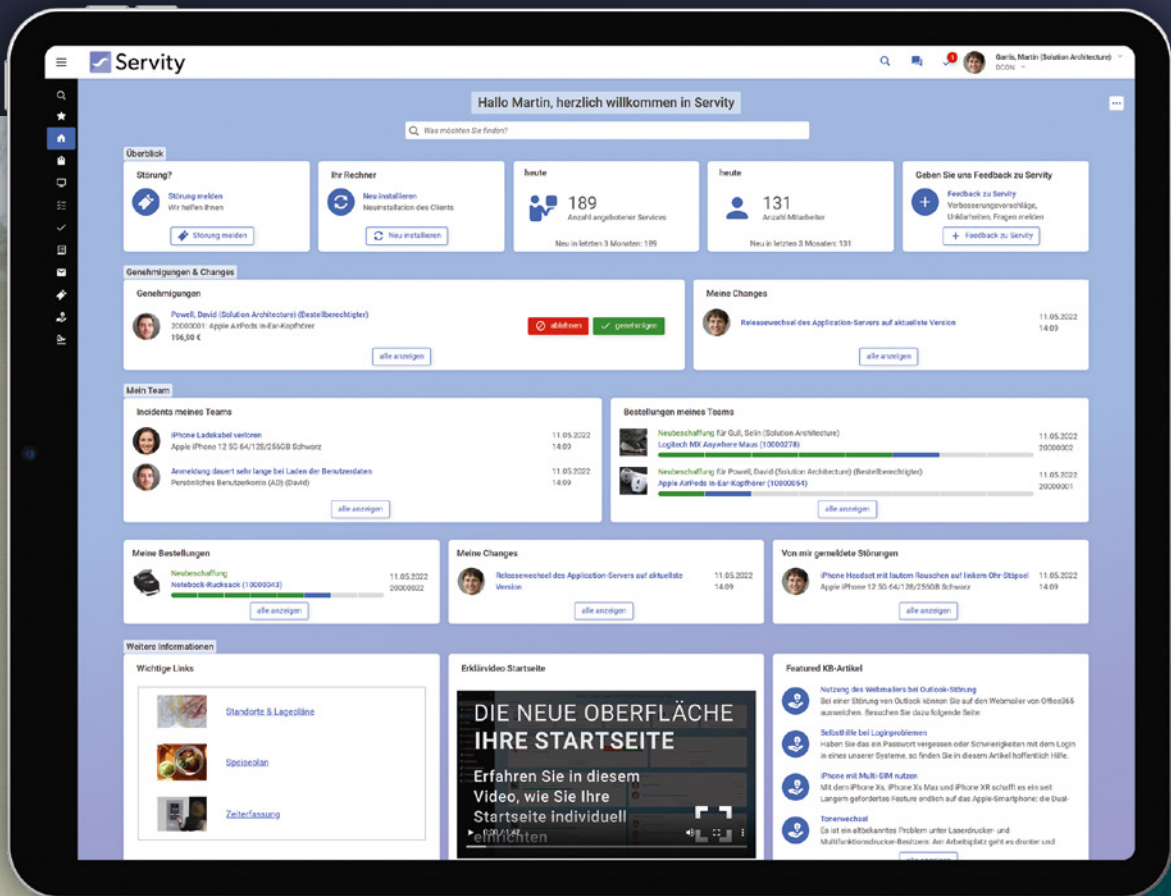 Servity
1
Garris, Martin (Solution Architecture)
DCON
Hallo Martin, herzlich willkommen in Servity
Was möchten Sie finden?
Überblick
Störung?
Störung melden
Wir helfen Ihnen
Störung melden
Ihr Rechner
Neu installieren
Neuinstallation des Clients
Neu installieren
heute
189
Anzahl angebotener Services
Neu in letzten 3 Monaten: 189
heute
131
Anzahl Mitarbeiter
Neu in letzten 3 Monaten: 131
Geben Sie uns Feedback zu Servity
Feedback zu Servity
Verbesserungsvorschläge,
Unklarheiten, Fragen melden
+ Feedback zu Servity
Genehmigungen & Changes
Genehmigungen
Powell, David (Solution Architecture) (Bestellberechtigter)
20000001: Apple AirPods In-Ear-Kopfhörer
196,50 €
ablehnen
genehmigen
alle anzeigen
Meine Changes
Releasewechsel des Application-Servers auf aktuellste Version
11.05.2022
14:09
alle anzeigen
Mein Team
Incidents meines Teams
iPhone Ladekabel verloren
Apple iPhone 12 5G 64/128/256GB Schwarz
11.05.2022
14:09
Anmeldung dauert sehr lange bei Laden der Benutzerdaten
Persönliches Benutzerkonto (AD) (David)
11.05.2022
14:09
alle anzeigen
Bestellungen meines Teams
Neubeschaffung für Gull, Selin (Solution Architecture)
Logitech MX Anywhere Maus (10000278)
11.05.2022
20000002
Neubeschaffung für Powell, David (Solution Architecture) (Bestellberechtigter)
Apple AirPods In-Ear-Kopfhörer (10000064)
11.05.2022
20000001
alle anzeigen
Meine Bestellungen
Neubeschaffung
Notebook-Rucksack (10000043)
11.05.2022
20000022
alle anzeigen
Meine Changes
Releasewechsel des Application-Servers auf aktuellste
Version
11.05.2022
14:09
alle anzeigen
Von mir gemeldete Störungen
iPhone Headset mit lautem Rauschen auf linkem Ohr-Stöpsel
Apple iPhone 12 5G 64/128/256GB Schwarz
11.05.2022
14:09
alle anzeigen
Weitere Informationen
Wichtige Links
Standorte & Lagepläne
Speiseplan
Zeiterfassung
Erklärvideo Startseite
DIE NEUE OBERFLÄCHE
IHRE STARTSEITE
Erfahren Sie in diesem
Video, wie Sie Ihre
Startseite individuell
einrichten
0:00 / 1:47
Featured KB-Artikel
Nutzung des Webmailers bei Outlook-Störung
Bei einer Störung von Outlook können Sie auf den Webmailer von Office365
ausweichen. Besuchen Sie dazu folgende Seite:
Selbsthilfe bei Loginproblemen
Haben Sie das ein Passwort vergessen oder Schwierigkeiten mit dem Login
in eines unserer Systeme, so finden Sie in diesem Artikel hoffentlich Hilfe.
iPhone mit Multi-SIM nutzen
Mit dem iPhone Xs, iPhone Xs Max und iPhone XR schafft es ein seit
Langem gefordertes Feature endlich auf das Apple-Smartphone: die Dual-
Tonerwechsel
Es ist ein altbekanntes Problem unter Laserdrucker- und
Multifunktionsdrucker-Besitzern: Am Arbeitsplatz geht es drunter und
alle anzeigen